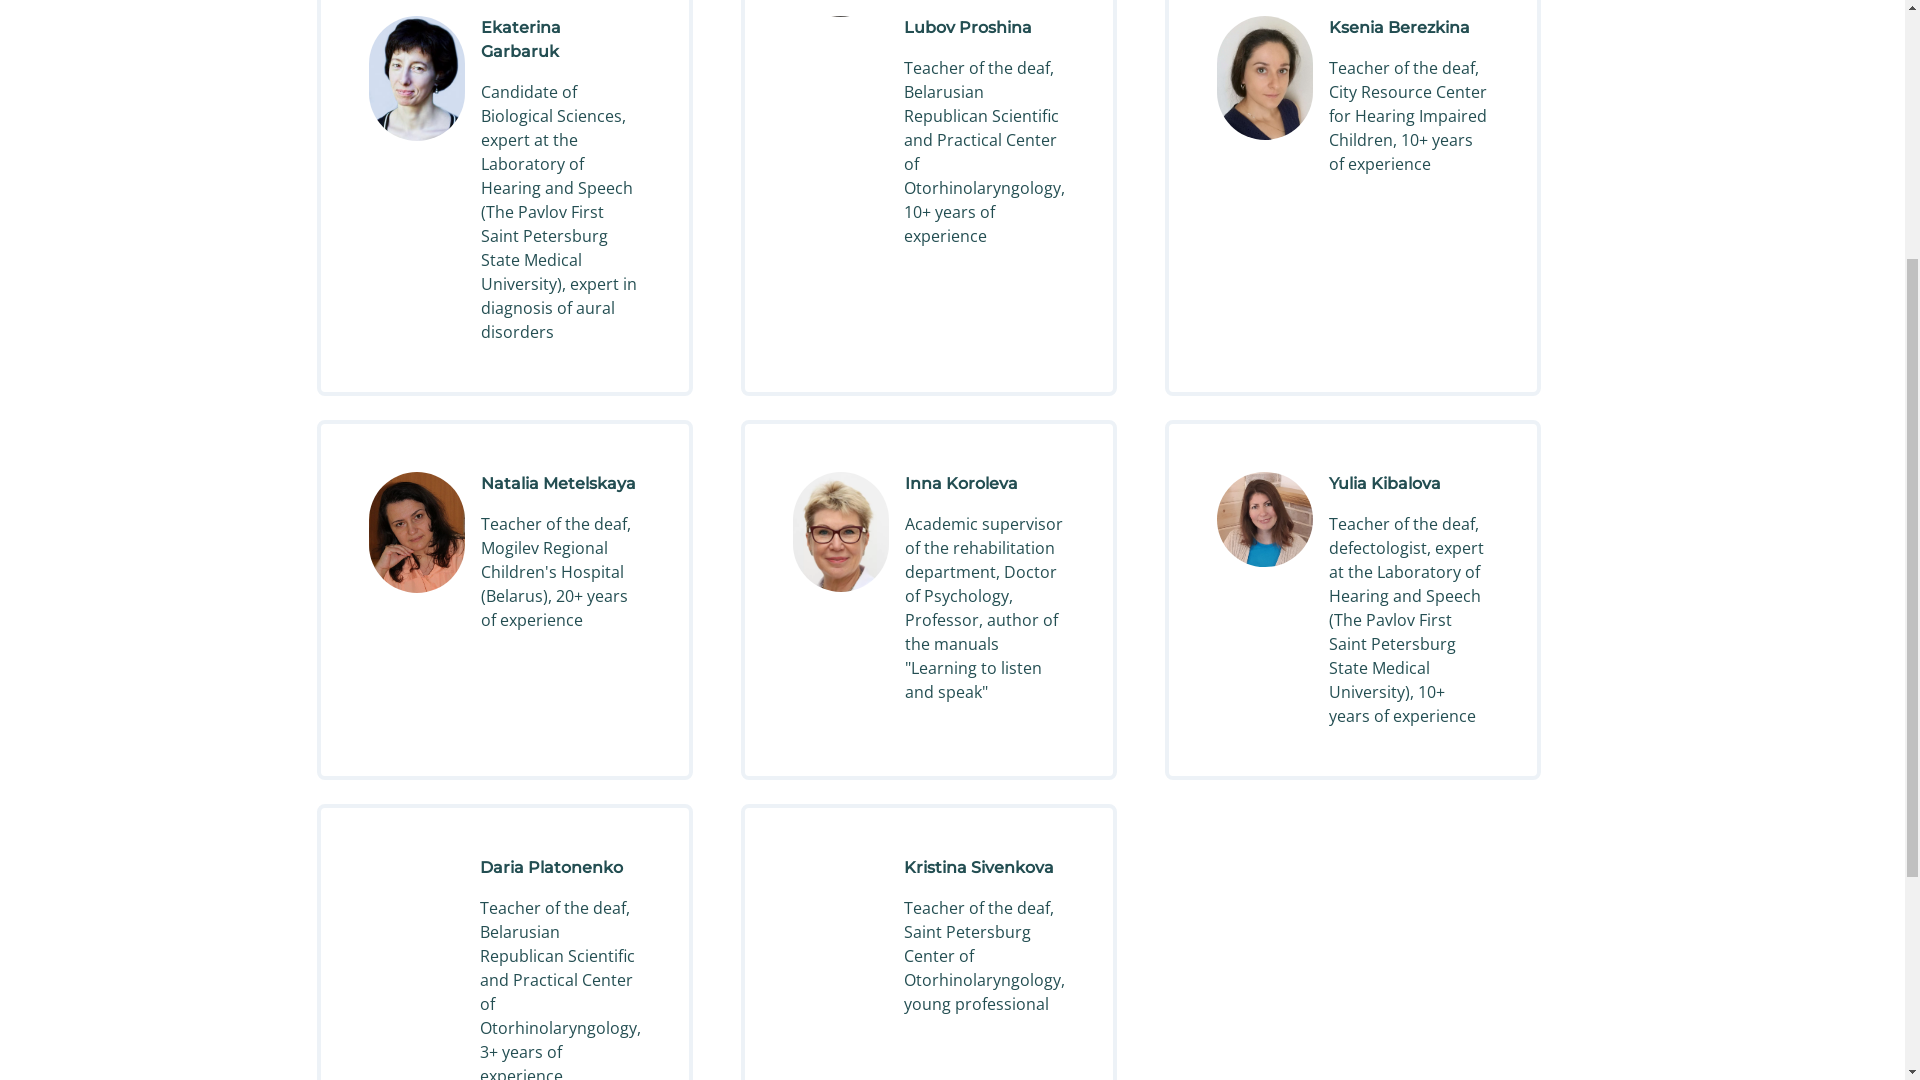 Ekaterina
Garbaruk
Candidate of
Biological Sciences,
expert at the
Laboratory of
Hearing and Speech
(The Pavlov First
Saint Petersburg
State Medical
University), expert in
diagnosis of aural
disorders
Lubov Proshina
Teacher of the deaf,
Belarusian
Republican Scientific
and Practical Center
of
Otorhinolaryngology,
10+ years of
experience
Ksenia Berezkina
Teacher of the deaf,
City Resource Center
for Hearing Impaired
Children, 10+ years
of experience
Natalia Metelskaya
Teacher of the deaf,
Mogilev Regional
Children's Hospital
(Belarus), 20+ years
of experience
Inna Koroleva
Academic supervisor
of the rehabilitation
department, Doctor
of Psychology,
Professor, author of
the manuals
"Learning to listen
and speak"
Yulia Kibalova
Teacher of the deaf,
defectologist, expert
at the Laboratory of
Hearing and Speech
(The Pavlov First
Saint Petersburg
State Medical
University), 10+
years of experience
Daria Platonenko
Teacher of the deaf,
Belarusian
Republican Scientific
and Practical Center
of
Otorhinolaryngology,
3+ years of
experience
Kristina Sivenkova
Teacher of the deaf,
Saint Petersburg
Center of
Otorhinolaryngology,
young professional